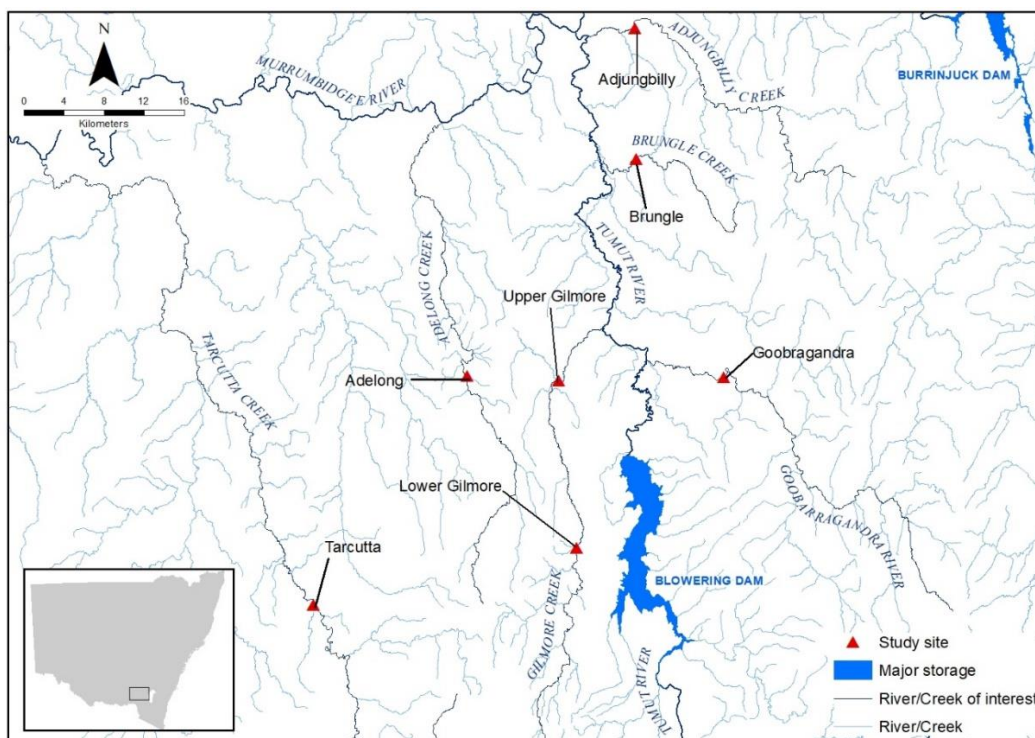 N
0 4 8 12 16
Kilometers
MURRUMBIDGEE RIVER
Adjungbilly
ADJUNGBILLY CREEK
BURRINJUCK DAM
BRUNGLE CREEK
Brungle
ADELONG CREEK
TUMUT RIVER
Upper Gilmore
TARCUTTA CREEK
Adelong
Goobragandra
Lower Gilmore
GOOBARRAGANDRA RIVER
Tarcutta
GILMORE CREEK
BLOWERING DAM
TUMUT RIVER
Study site
Major storage
River/Creek of interest
River/Creek